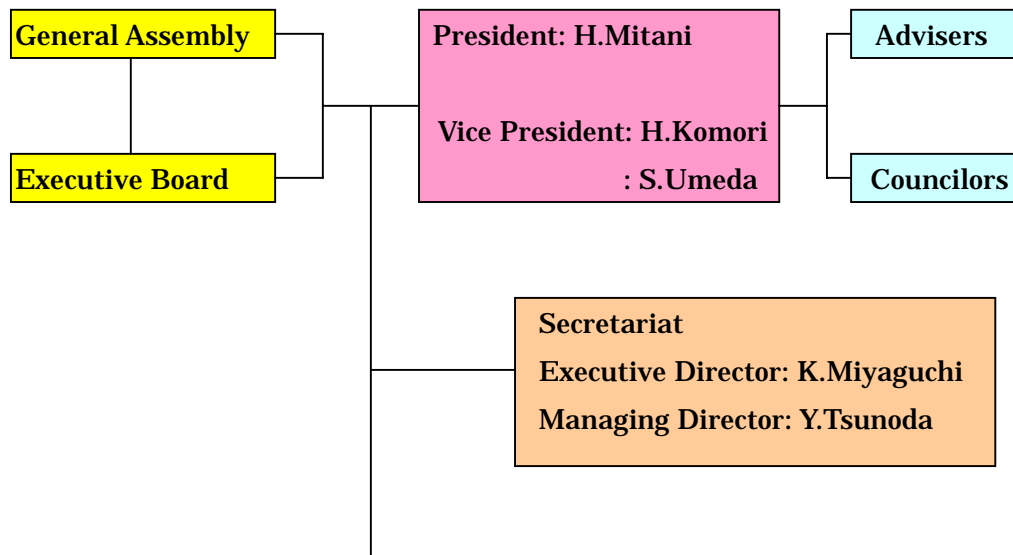 General Assembly
Executive Board
President: H.Mitani
Vice President: H.Komori
: S.Umeda
Advisers
Councilors
Secretariat
Executive Director: K.Miyaguchi
Managing Director: Y.Tsunoda